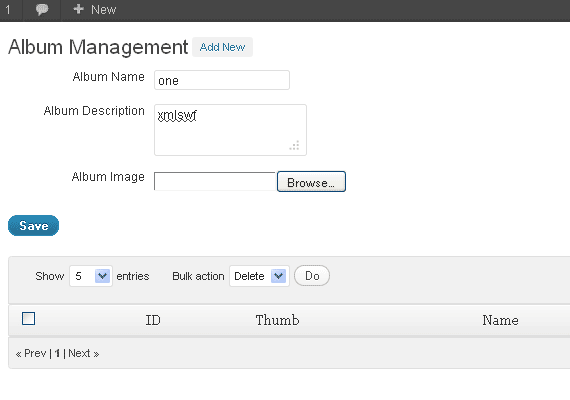 1 New
Album Management Add New
Album Name one
Album Description xmlswf
Album Image Browse...
Save
Show 5 entries Bulk action Delete Do
ID Thumb Name
« Prev | 1 | Next »